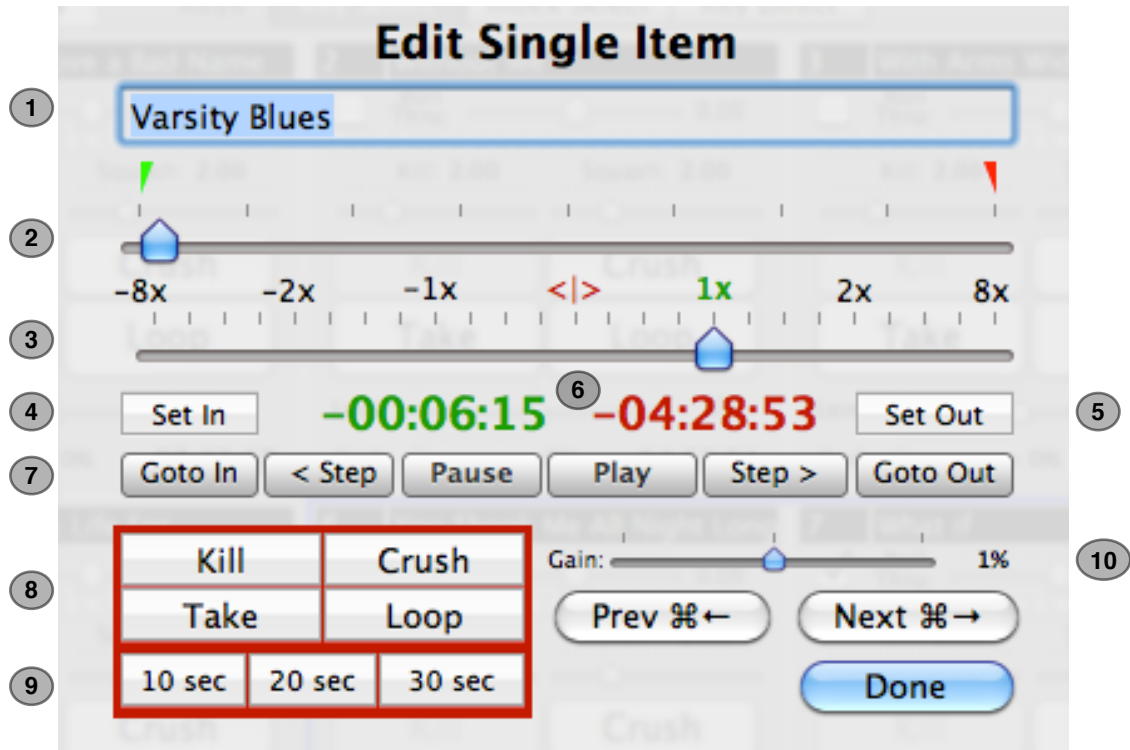 Edit Single Item
1 Varsity Blues
2
-8x -2x -1x <|> 1x 2x 8x
3
6
4 Set In -00:06:15 -04:28:53 Set Out 5
7 Goto In < Step Pause Play Step > Goto Out
Kill Crush Gain: 1% 10
8
Take Loop Prev ⌘← Next ⌘→
9 10 sec 20 sec 30 sec Done